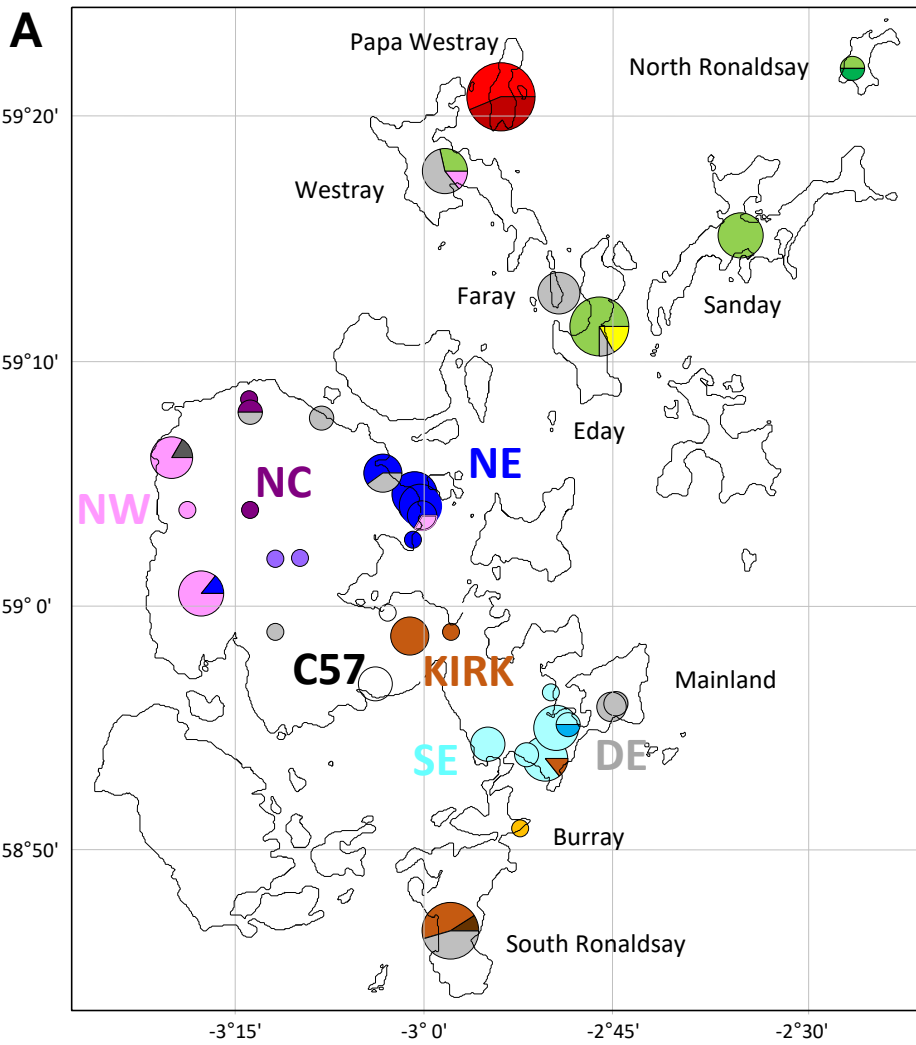 A
Papa Westray
North Ronaldsay
59° 20'
Westray
Faray
Sanday
59° 10'
Eday
NE
NC
NW
59° 0'
C57
KIRK
Mainland
SE
DE
Burray
58° 50'
South Ronaldsay
-3° 15'
-3° 0'
-2° 45'
-2° 30'